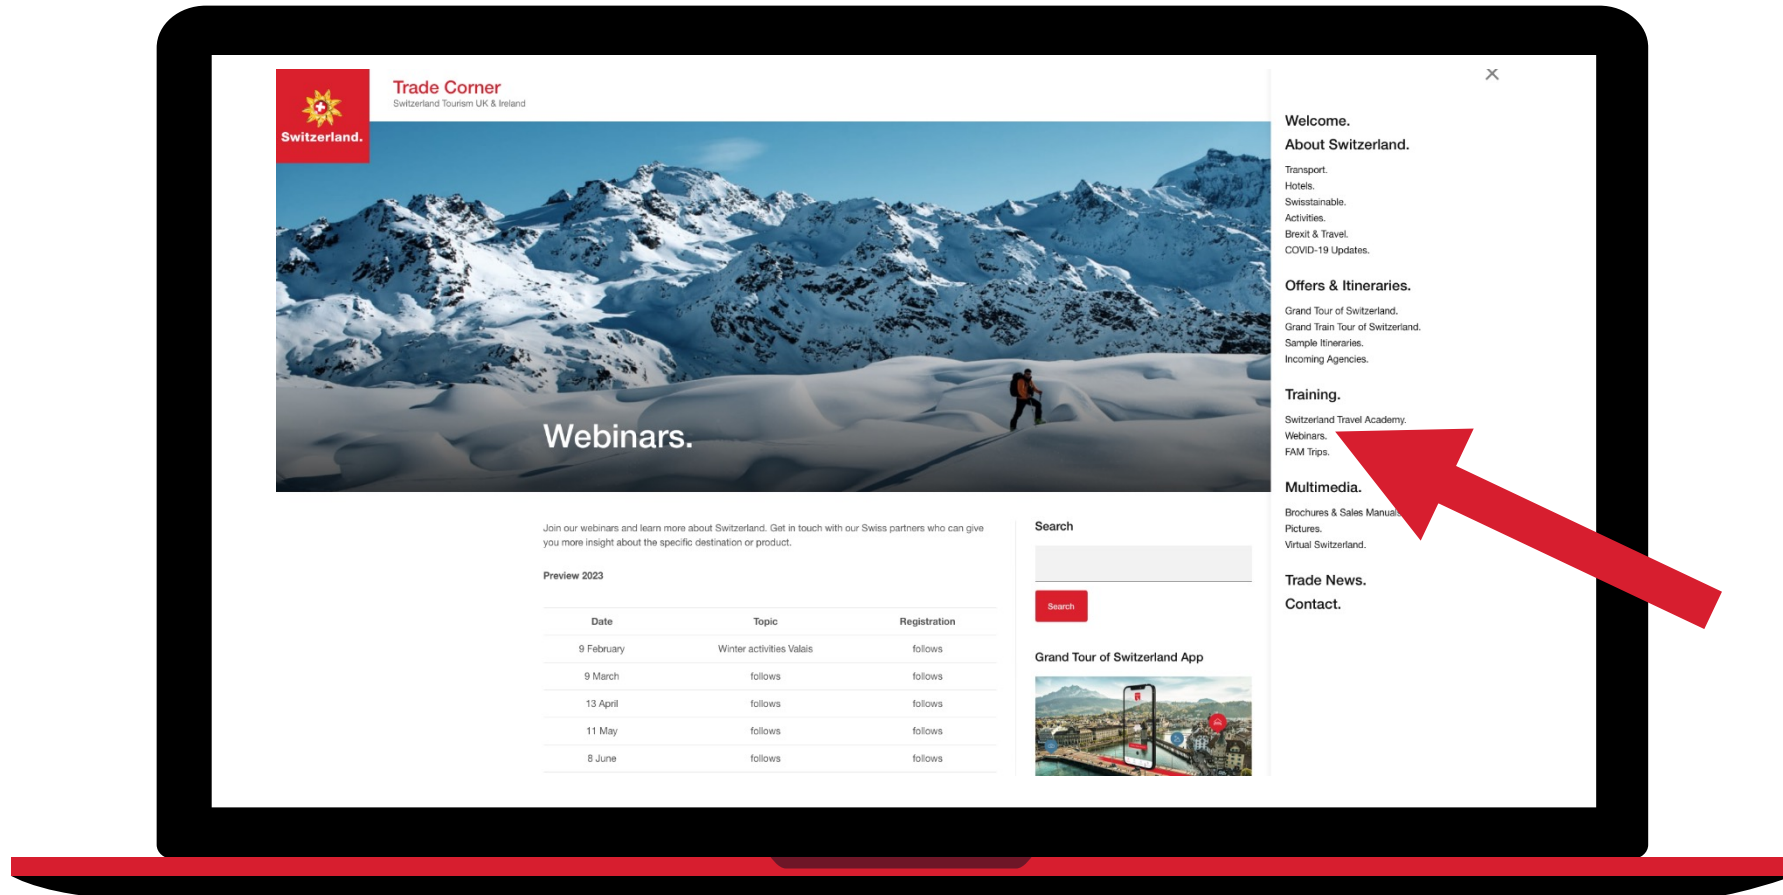 Switzerland.
Trade Corner
Switzerland Tourism UK & Ireland
Webinars.
Join our webinars and learn more about Switzerland. Get in touch with our Swiss partners who can give
you more insight about the specific destination or product.
Preview 2023
Date Topic Registration
9 February Winter activities Valais follows
9 March follows follows
13 April follows follows
11 May follows follows
8 June follows follows
Search
Search
Grand Tour of Switzerland App
Welcome.
About Switzerland.
Transport.
Hotels.
Swisstainable.
Activities.
Brexit & Travel.
COVID-19 Updates.
Offers & Itineraries.
Grand Tour of Switzerland.
Grand Train Tour of Switzerland.
Sample Itineraries.
Incoming Agencies.
Training.
Switzerland Travel Academy.
Webinars.
FAM Trips.
Multimedia.
Brochures & Sales Manuals
Pictures.
Virtual Switzerland.
Trade News.
Contact.